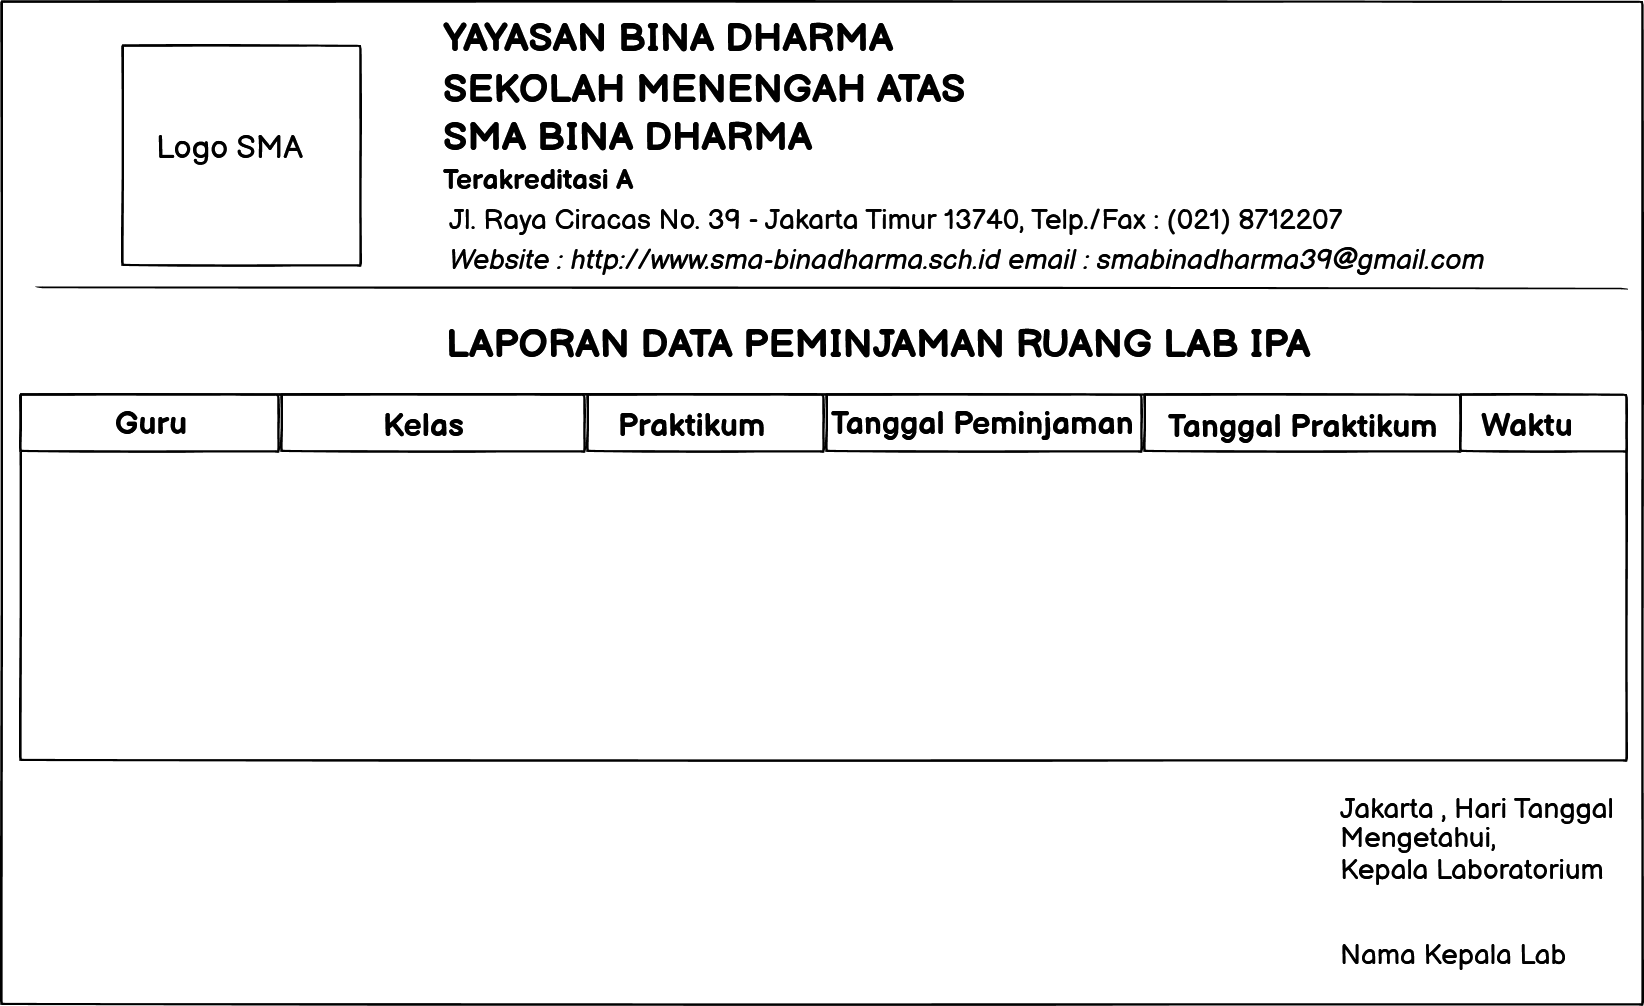 YAYASAN BINA DHARMA
SEKOLAH MENENGAH ATAS
SMA BINA DHARMA
Logo SMA
Terakreditasi A
Jl. Raya Ciracas No. 39 - Jakarta Timur 13740, Telp./Fax : (021) 8712207
Website : http://www.sma-binadharma.sch.id email : smabinadharma39@gmail.com
LAPORAN DATA PEMINJAMAN RUANG LAB IPA
Guru Kelas Praktikum Tanggal Peminjaman Tanggal Praktikum Waktu
Jakarta , Hari Tanggal
Mengetahui,
Kepala Laboratorium
Nama Kepala Lab